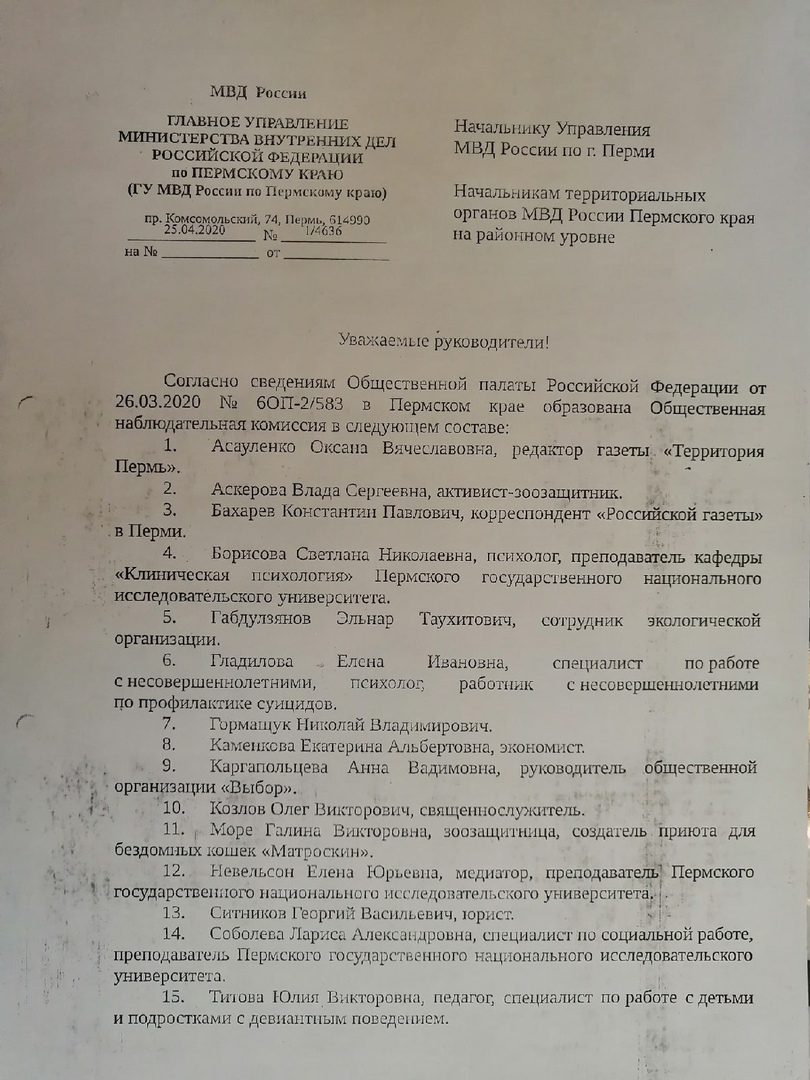 МВД России
ГЛАВНОЕ УПРАВЛЕНИЕ
МИНИСТЕРСТВА ВНУТРЕННИХ ДЕЛ
РОССИЙСКОЙ ФЕДЕРАЦИИ
по ПЕРМСКОМУ КРАЮ
(ГУ МВД России по Пермскому краю)
пр. Комсомольский, 74, Пермь, 614990
25.04.2020 № 1/4636
на № от
Начальнику Управления
МВД России по г. Перми
Начальникам территориальных
органов МВД России Пермского края
на районном уровне
Уважаемые руководители!
Согласно сведениям Общественной палаты Российской Федерации от
26.03.2020 № 6ОП-2/583 в Пермском крае образована Общественная
наблюдательная комиссия в следующем составе:
1. Асауленко Оксана Вячеславовна, редактор газеты «Территория
Пермь».
2. Аскерова Влада Сергеевна, активист-зоозащитник.
3. Бахарев Константин Павлович, корреспондент «Российской газеты»
в Перми.
4. Борисова Светлана Николаевна, психолог, преподаватель кафедры
«Клиническая психология» Пермского государственного национального
исследовательского университета.
5. Габдулзянов Эльнар Таухитович, сотрудник экологической
организации.
6. Гладилова Елена Ивановна, специалист по работе
с несовершеннолетними, психолог, работник с несовершеннолетними
по профилактике суицидов.
7. Гормащук Николай Владимирович.
8. Каменкова Екатерина Альбертовна, экономист.
9. Каргапольцева Анна Вадимовна, руководитель общественной
организации «Выбор».
10. Козлов Олег Викторович, священнослужитель.
11. Море Галина Викторовна, зоозащитница, создатель приюта для
бездомных кошек «Матроскин».
12. Невельсон Елена Юрьевна, медиатор, преподаватель Пермского
государственного национального исследовательского университета.
13. Ситников Георгий Васильевич, юрист.
14. Соболева Лариса Александровна, специалист по социальной работе,
преподаватель Пермского государственного национального исследовательского
университета.
15. Титова Юлия Викторовна, педагог, специалист по работе с детьми
и подростками с девиантным поведением.